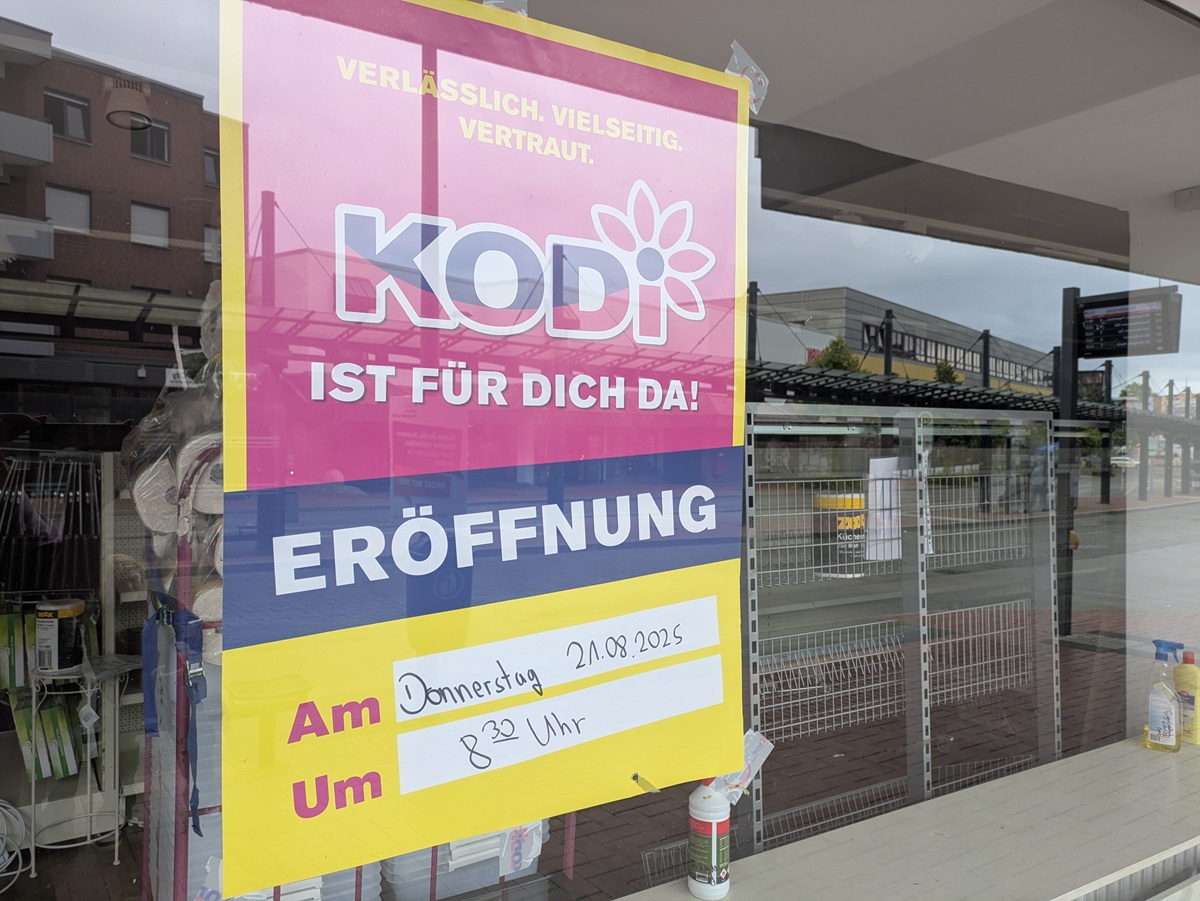 VERLÄSSLICH. VIELSEITIG.
VERTRAUT.
KODi
IST FÜR DICH DA!
ERÖFFNUNG
Am Donnerstag 21.08.2025
Um 8³⁰ Uhr